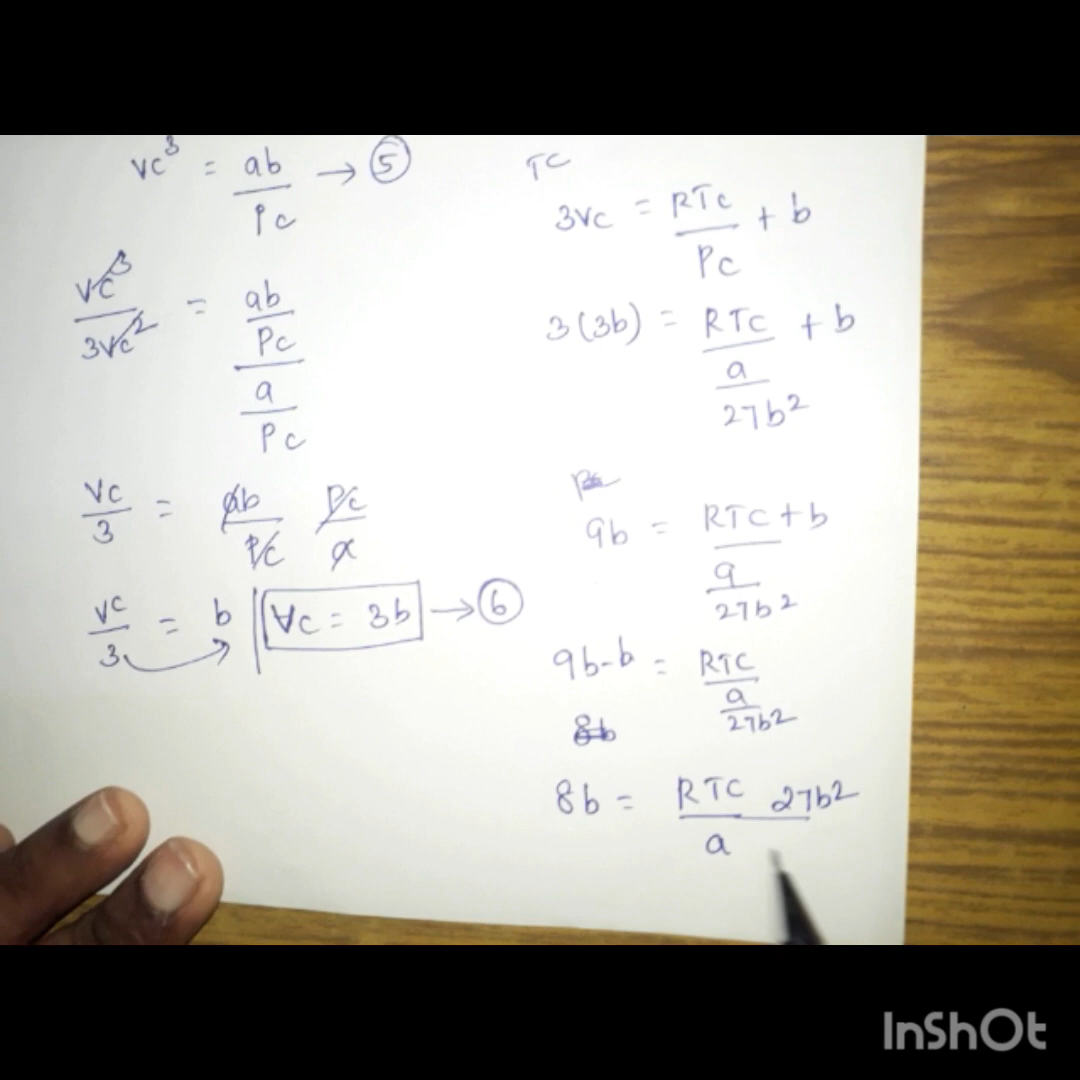 Vc³ = ab/Pc → ⑤
Vc³/3Vc² = ab/Pc / a/Pc
Vc/3 = ab/Pc Pc/a
Vc/3 = b | Vc = 3b → ⑥
TC
3Vc = RTc/Pc + b
3(3b) = RTc/a/27b² + b
9b = RTC/a/27b² + b
9b-b = RTC/a/27b²
8b
8b = RTC 27b²/a
InShOt